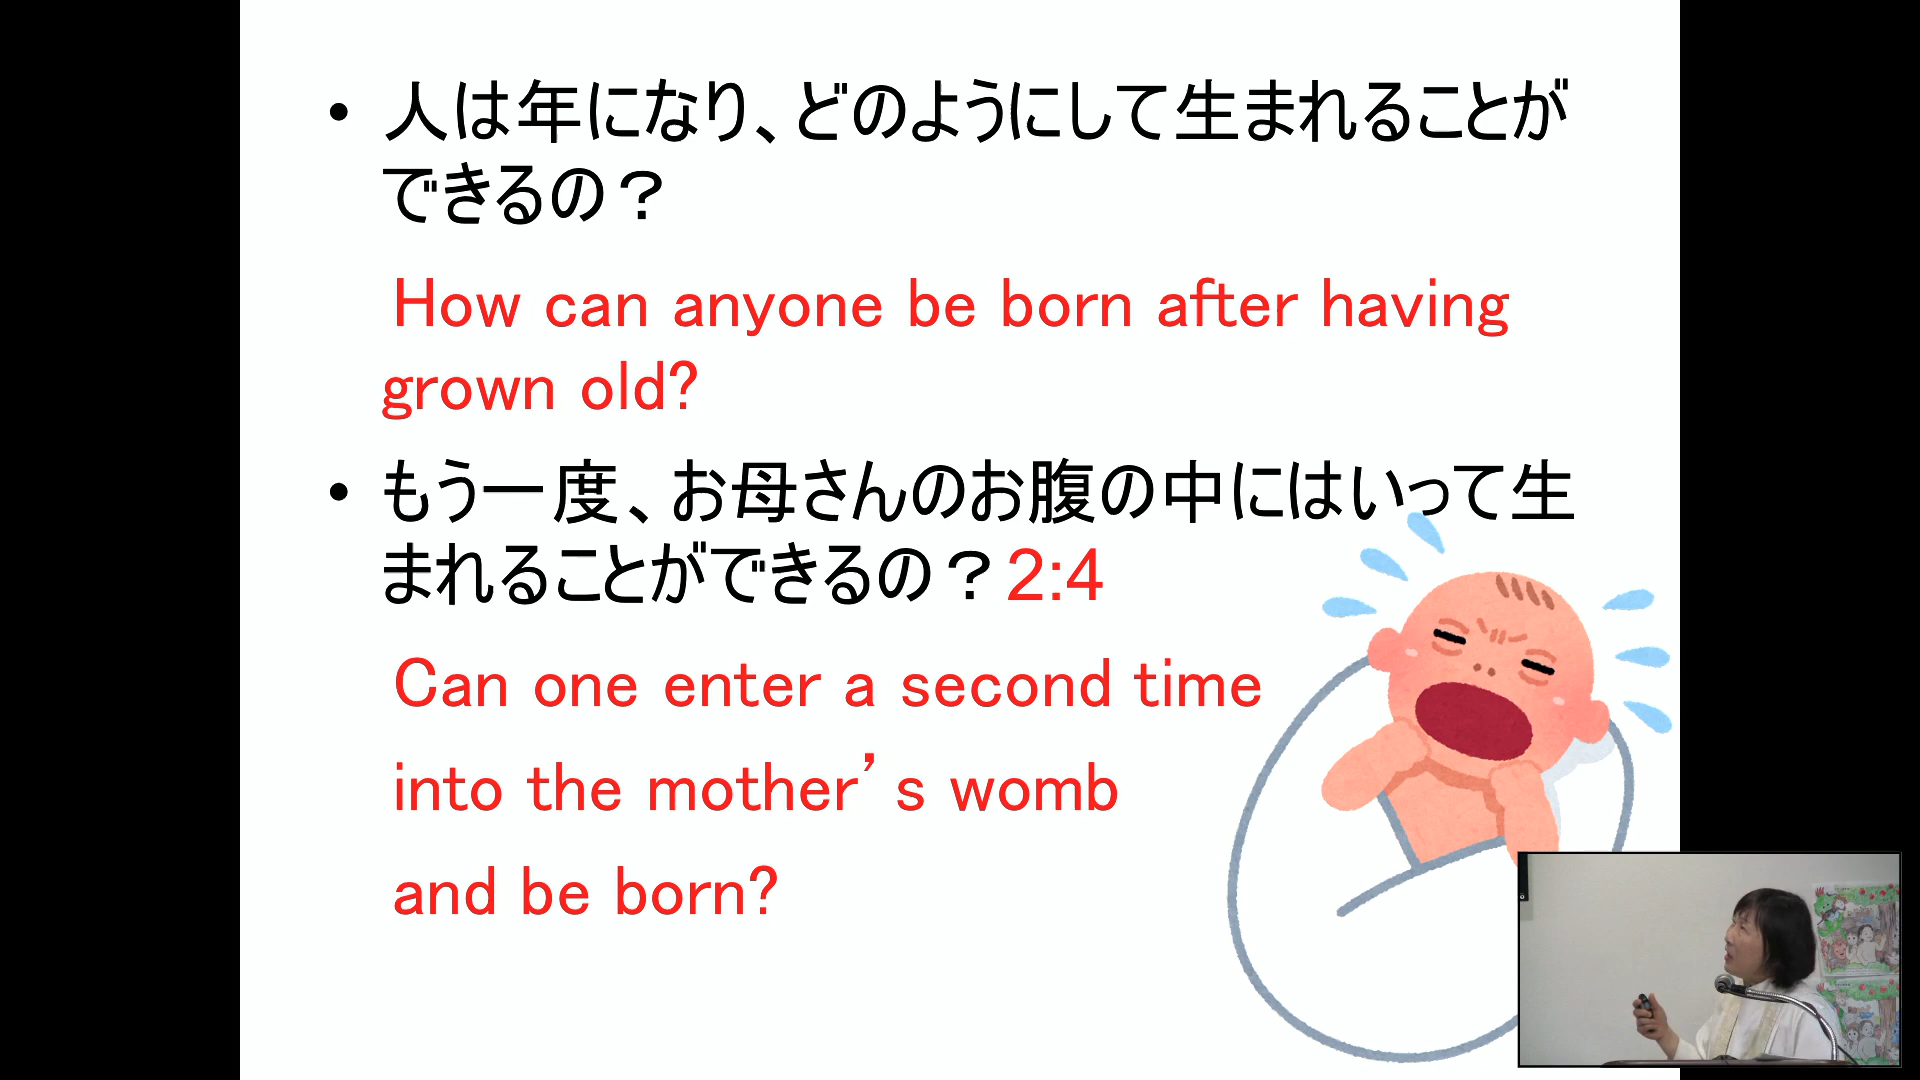 • 人は年になり、どのようにして生まれることが
できるの？
How can anyone be born after having
grown old?
• もう一度、お母さんのお腹の中にはいって生
まれることができるの？2:4
Can one enter a second time
into the mother’s womb
and be born?